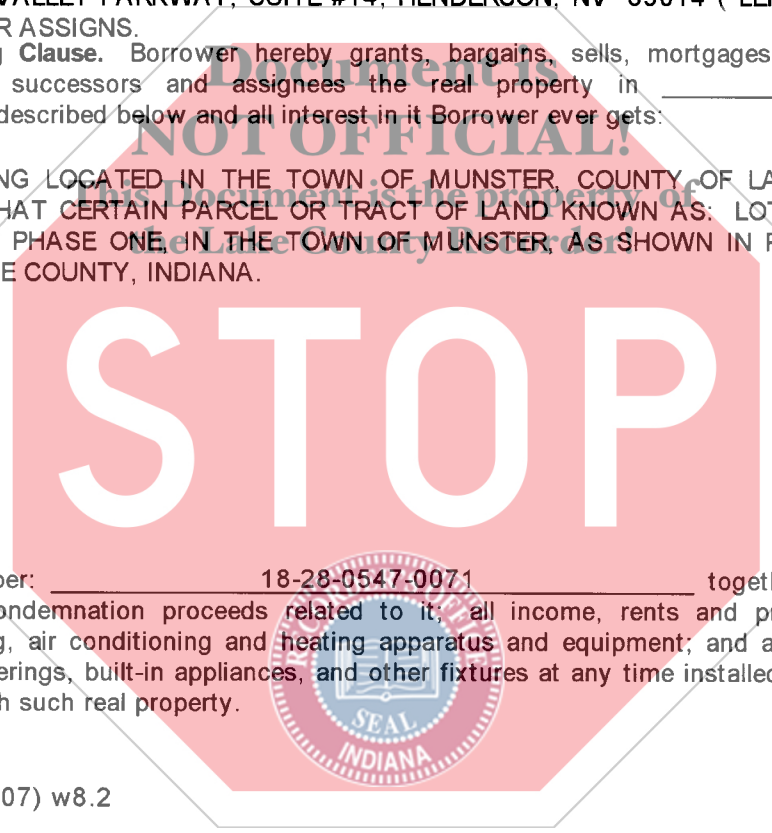 VALLEY PARKWAY, SUITE #14, HENDERSON, NV 89014 ( "LEN
R ASSIGNS.
g Clause. Borrower hereby grants, bargains, sells, mortgages
successors and assignees the real property in
described below and all interest in it Borrower ever gets:
Document is
NOT OFFICIAL!
This Document is the property of
the Lake County Recorder!
NG LOCATED IN THE TOWN OF MUNSTER, COUNTY OF LA
HAT CERTAIN PARCEL OR TRACT OF LAND KNOWN AS: LOT
PHASE ONE, IN THE TOWN OF MUNSTER, AS SHOWN IN P
E COUNTY, INDIANA.
STOP
ber: 18-28-0547-0071 togeth
ondemnation proceeds related to it; all income, rents and pr
g, air conditioning and heating apparatus and equipment; and a
erings, built-in appliances, and other fixtures at any time installed
h such real property.
RECORDER'S OFFICE
SEAL
INDIANA
07) w8.2